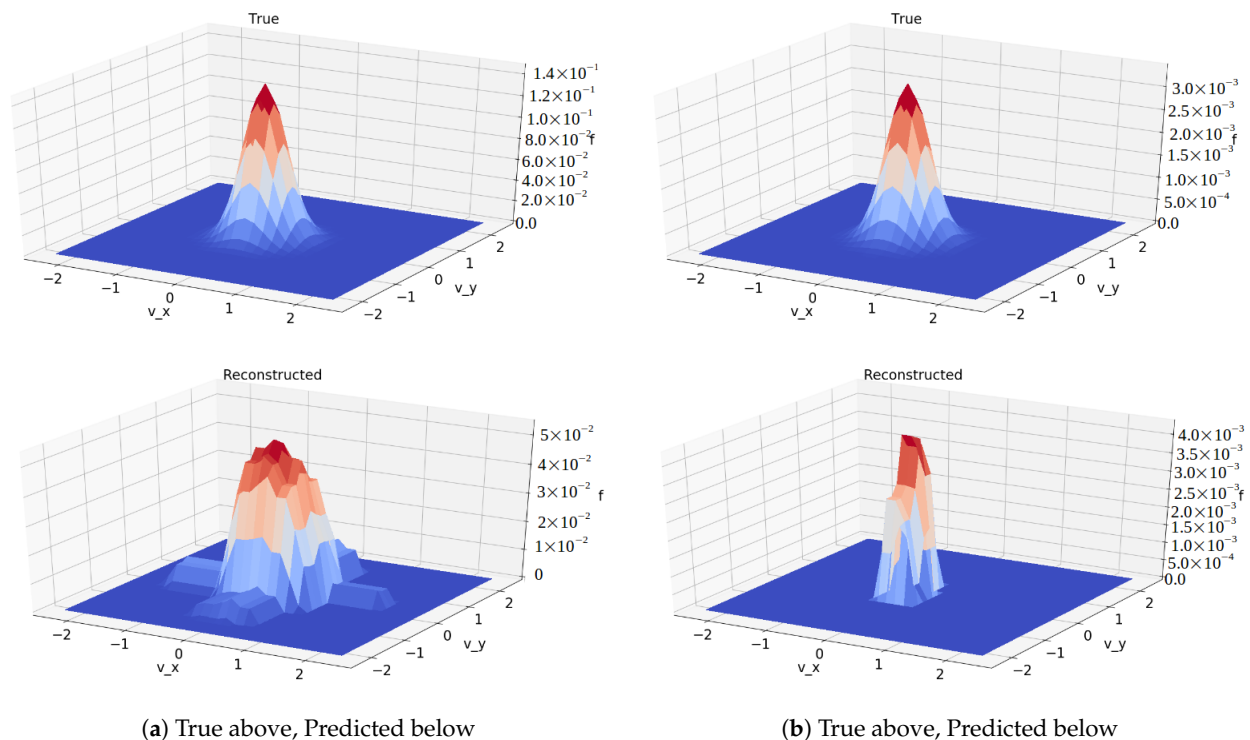 True
1.4×10⁻¹
1.2×10⁻¹
1.0×10⁻¹
8.0×10⁻² f
6.0×10⁻²
4.0×10⁻²
2.0×10⁻²
0.0
−2 −1 0 1 2
v_x
−2 −1 0 1 2
v_y
True
3.0×10⁻³
2.5×10⁻³
2.0×10⁻³
f
1.5×10⁻³
1.0×10⁻³
5.0×10⁻⁴
0.0
−2 −1 0 1 2
v_x
−2 −1 0 1 2
v_y
Reconstructed
5×10⁻²
4×10⁻²
3×10⁻² f
2×10⁻²
1×10⁻²
0
−2 −1 0 1 2
v_x
−2 −1 0 1 2
v_y
Reconstructed
4.0×10⁻³
3.5×10⁻³
3.0×10⁻³
2.5×10⁻³ f
2.0×10⁻³
1.5×10⁻³
1.0×10⁻³
5.0×10⁻⁴
0.0
−2 −1 0 1 2
v_x
−2 −1 0 1 2
v_y
(a) True above, Predicted below
(b) True above, Predicted below